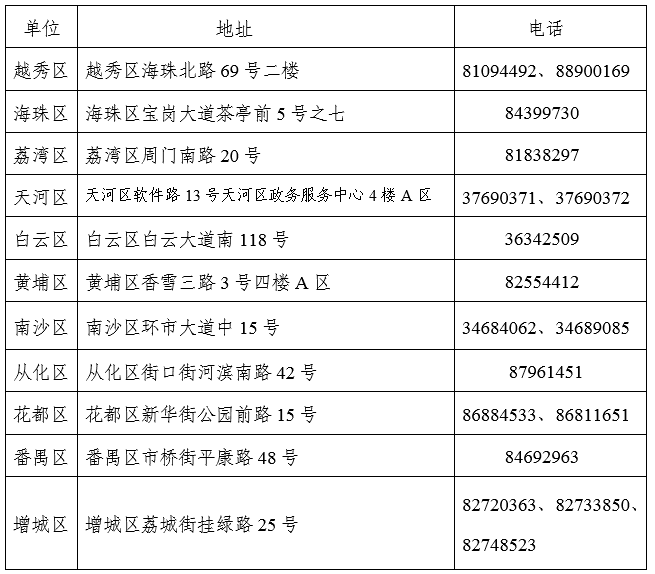 单位 地址 电话
越秀区 越秀区海珠北路 69 号二楼 81094492、88900169
海珠区 海珠区宝岗大道茶亭前 5 号之七 84399730
荔湾区 荔湾区周门南路 20 号 81838297
天河区 天河区软件路 13 号天河区政务服务中心 4 楼 A 区 37690371、37690372
白云区 白云区白云大道南 118 号 36342509
黄埔区 黄埔区香雪三路 3 号四楼 A 区 82554412
南沙区 南沙区环市大道中 15 号 34684062、34689085
从化区 从化区街口街河滨南路 42 号 87961451
花都区 花都区新华街公园前路 15 号 86884533、86811651
番禺区 番禺区市桥街平康路 48 号 84692963
增城区 增城区荔城街挂绿路 25 号 82720363、82733850、
82748523